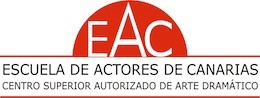 EAC
ESCUELA DE ACTORES DE CANARIAS
CENTRO SUPERIOR AUTORIZADO DE ARTE DRAMÁTICO